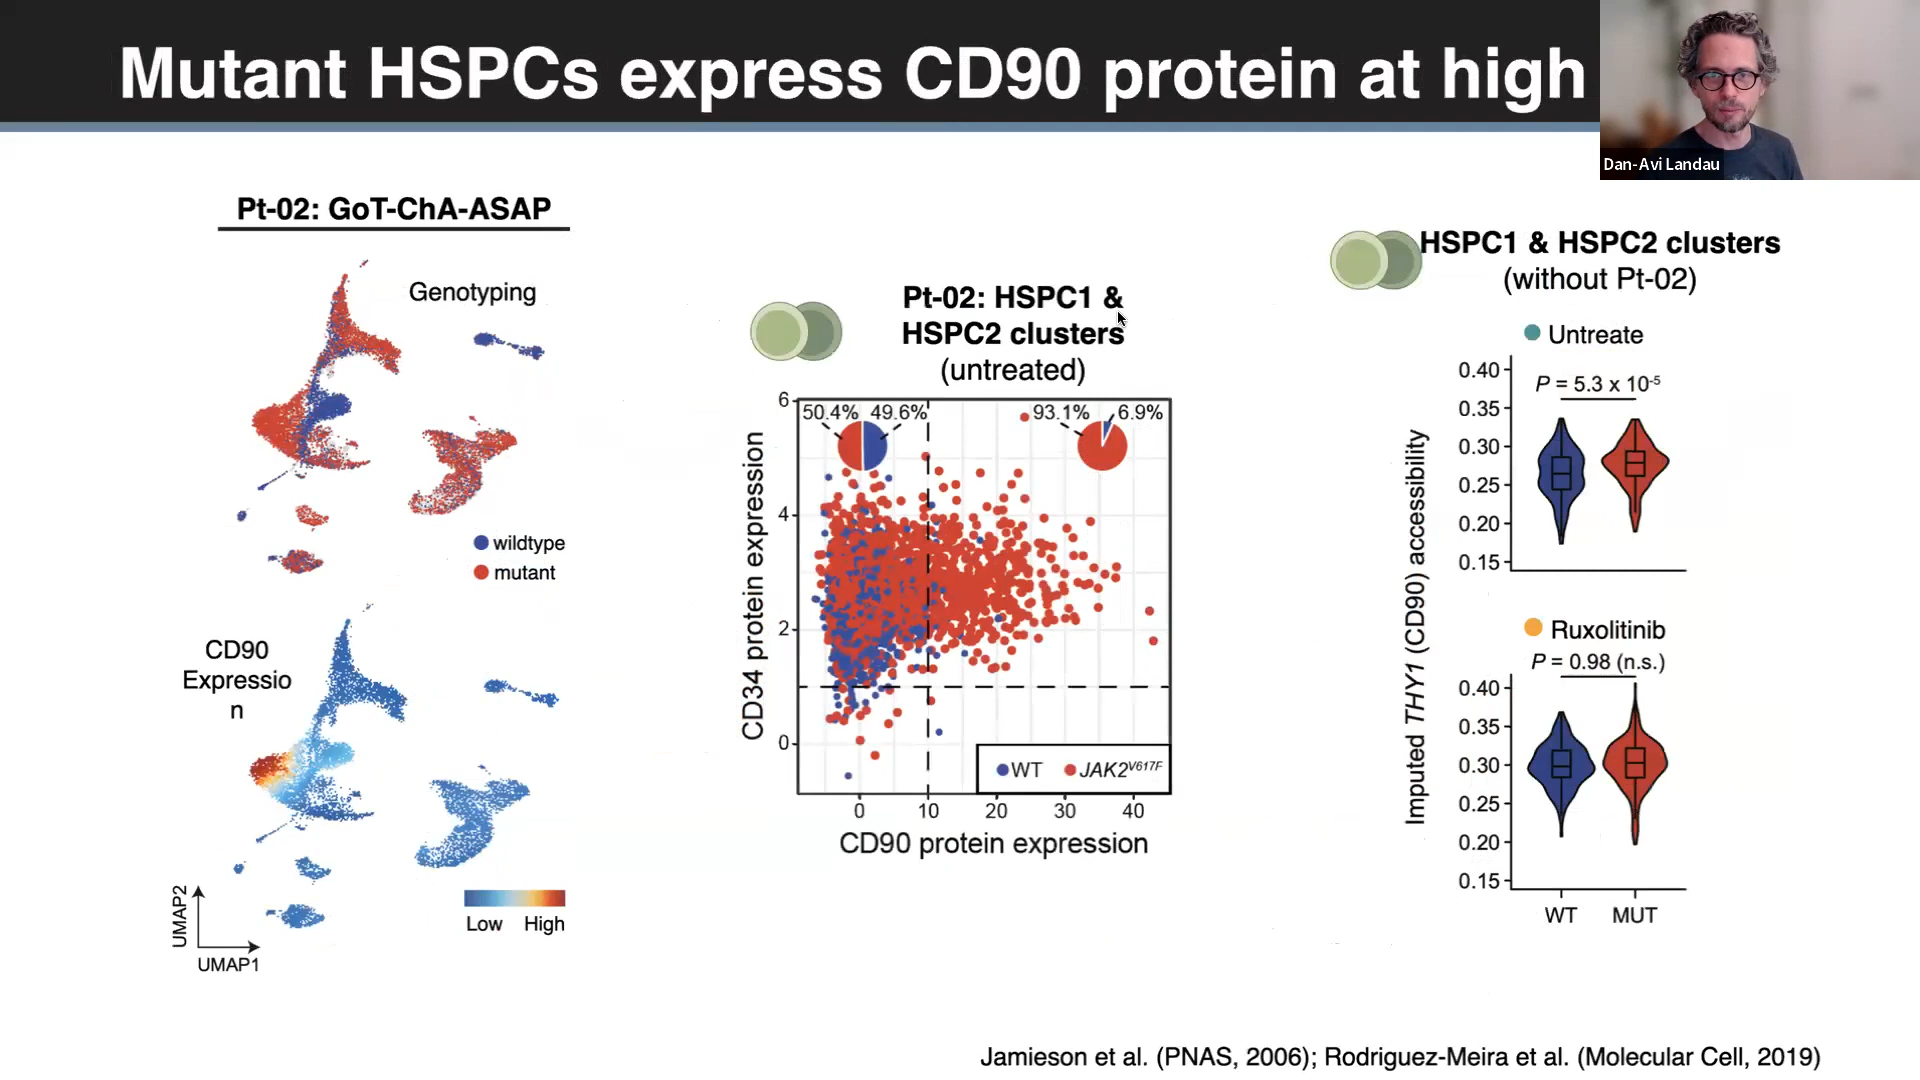 Mutant HSPCs express CD90 protein at high
Dan-Avi Landau
Pt-02: GoT-ChA-ASAP
Genotyping
wildtype
mutant
CD90
Expressio
n
Low High
UMAP2
UMAP1
Pt-02: HSPC1 &
HSPC2 clusters
(untreated)
50.4% 49.6% 93.1% 6.9%
CD34 protein expression
6
4
2
0
WT JAK2V617F
0 10 20 30 40
CD90 protein expression
HSPC1 & HSPC2 clusters
(without Pt-02)
Untreate
P = 5.3 x 10-5
0.40
0.35
0.30
0.25
0.20
0.15
Imputed THY1 (CD90) accessibility
Ruxolitinib
P = 0.98 (n.s.)
0.40
0.35
0.30
0.25
0.20
0.15
WT MUT
Jamieson et al. (PNAS, 2006); Rodriguez-Meira et al. (Molecular Cell, 2019)